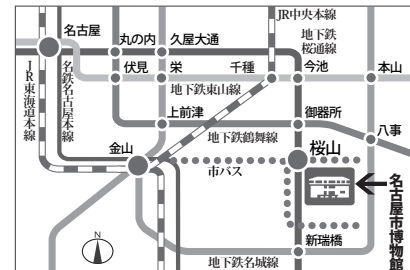 JR中央本線
名古屋
丸の内
久屋大通
地下鉄
桜通線
伏見
栄
千種
今池
本山
地下鉄東山線
JR東海道本線
名鉄名古屋本線
上前津
御器所
地下鉄鶴舞線
八事
金山
桜山
市バス
名古屋市博物館
新瑞橋
地下鉄名城線
N